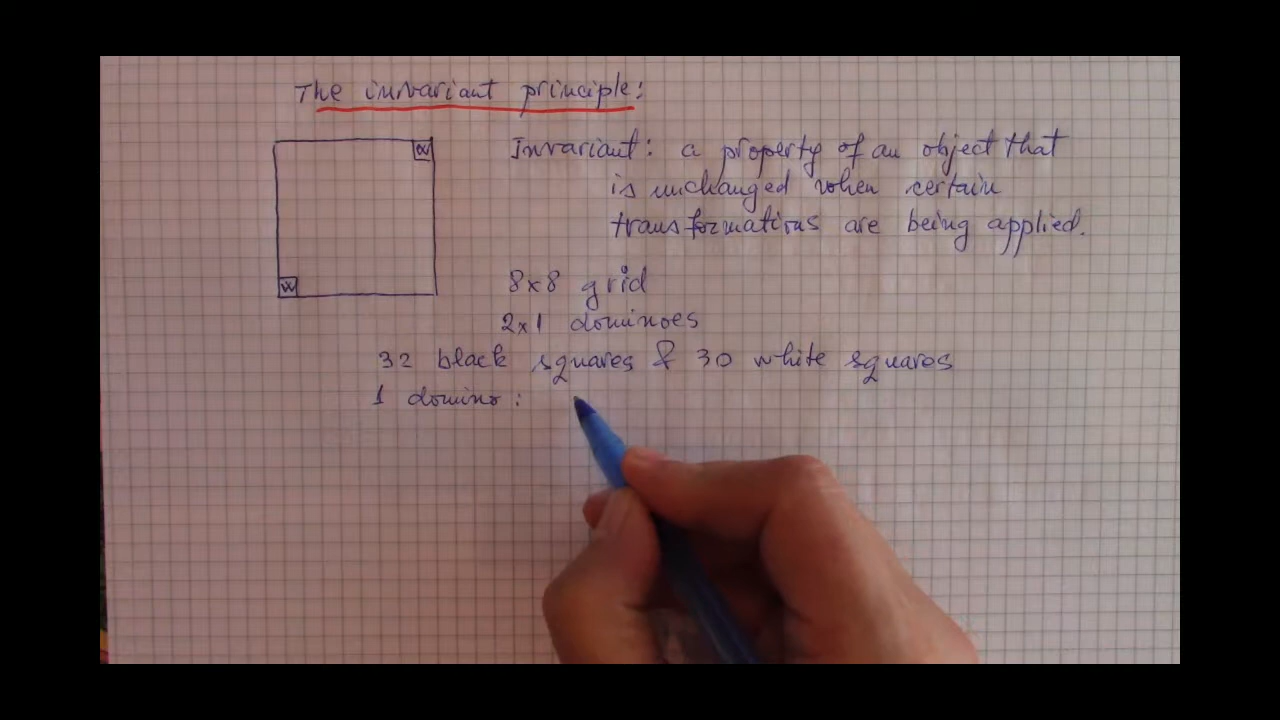 The invariant principle:
W
Invariant: a property of an object that
is unchanged when certain
transformations are being applied.
W
8x8 grid
2x1 dominoes
32 black squares & 30 white squares
1 domino: